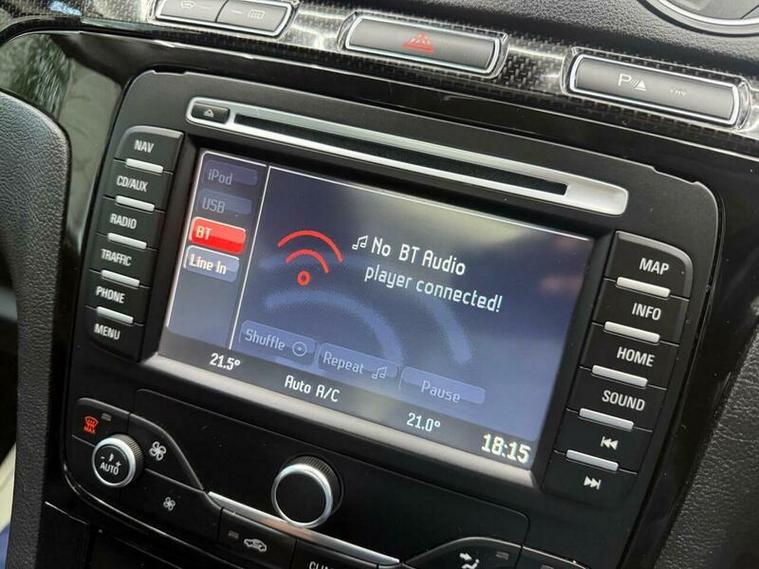 NAV
CD/AUX
RADIO
TRAFFIC
PHONE
MENU
iPod
USB
BT
Line In
No BT Audio
player connected!
Shuffle
Repeat
Pause
21.5°
Auto A/C
21.0°
18:15
MAP
INFO
HOME
SOUND
P
MAX
AUTO